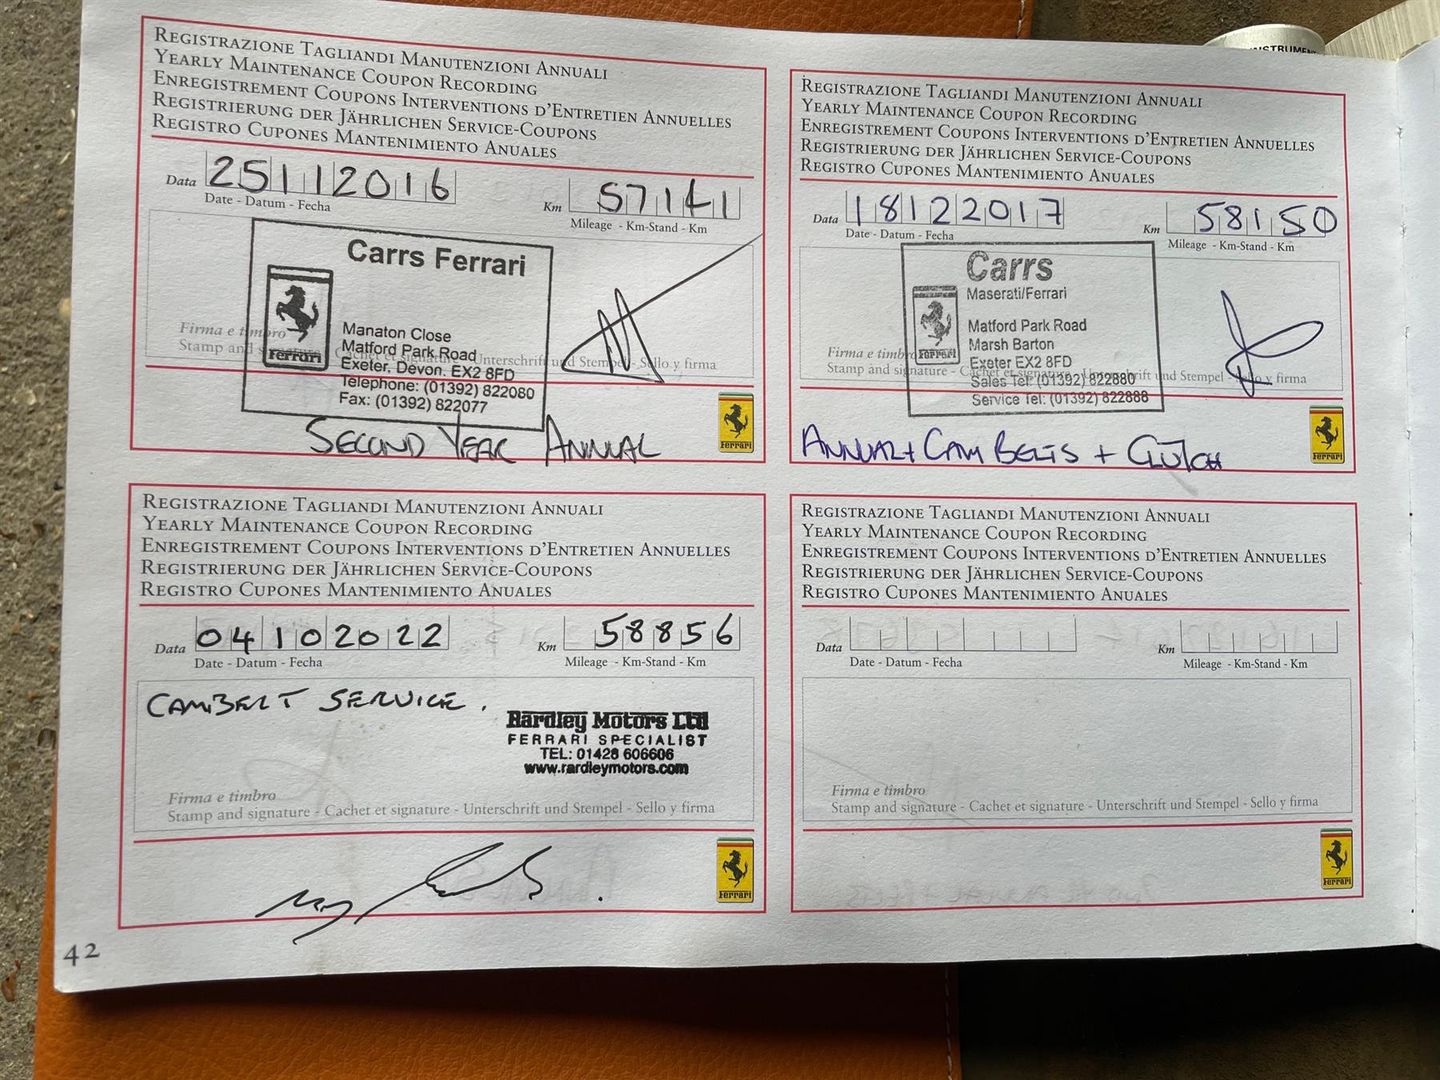 INSTRUMENT
REGISTRAZIONE TAGLIANDI MANUTENZIONI ANNUALI
YEARLY MAINTENANCE COUPON RECORDING
ENREGISTREMENT COUPONS INTERVENTIONS D'ENTRETIEN ANNUELLES
REGISTRIERUNG DER JÄHRLICHEN SERVICE-COUPONS
REGISTRO CUPONES MANTENIMIENTO ANUALES
Data 25112016 Km 57141
Date - Datum - Fecha Mileage - Km-Stand - Km
Carrs Ferrari
Manaton Close
Matford Park Road
Exeter, Devon. EX2 8FD
Telephone: (01392) 822080
Fax: (01392) 822077
Ferrari
Firma e timbro
Stamp and signature - Cachet et signature - Unterschrift und Stempel - Sello y firma
SECOND YEAR ANNUAL
Ferrari
REGISTRAZIONE TAGLIANDI MANUTENZIONI ANNUALI
YEARLY MAINTENANCE COUPON RECORDING
ENREGISTREMENT COUPONS INTERVENTIONS D'ENTRETIEN ANNUELLES
REGISTRIERUNG DER JÄHRLICHEN SERVICE-COUPONS
REGISTRO CUPONES MANTENIMIENTO ANUALES
Data 18122017 Km 58150
Date - Datum - Fecha Mileage - Km-Stand - Km
Carrs
Maserati/Ferrari
Matford Park Road
Marsh Barton
Exeter EX2 8FD
Sales Tel: (01392) 822880
Service Tel: (01392) 822888
Ferrari
Firma e timbro
Stamp and signature - Cachet et signature - Unterschrift und Stempel - Sello y firma
ANNUAL + CAM BELTS + CLUTCH
Ferrari
REGISTRAZIONE TAGLIANDI MANUTENZIONI ANNUALI
YEARLY MAINTENANCE COUPON RECORDING
ENREGISTREMENT COUPONS INTERVENTIONS D'ENTRETIEN ANNUELLES
REGISTRIERUNG DER JÄHRLICHEN SERVICE-COUPONS
REGISTRO CUPONES MANTENIMIENTO ANUALES
Data 04102022 Km 58856
Date - Datum - Fecha Mileage - Km-Stand - Km
CAMBELT SERVICE.
Rardley Motors Ltd
FERRARI SPECIALIST
TEL: 01428 606606
www.rardleymotors.com
Firma e timbro
Stamp and signature - Cachet et signature - Unterschrift und Stempel - Sello y firma
Ferrari
REGISTRAZIONE TAGLIANDI MANUTENZIONI ANNUALI
YEARLY MAINTENANCE COUPON RECORDING
ENREGISTREMENT COUPONS INTERVENTIONS D'ENTRETIEN ANNUELLES
REGISTRIERUNG DER JÄHRLICHEN SERVICE-COUPONS
REGISTRO CUPONES MANTENIMIENTO ANUALES
Data Km
Date - Datum - Fecha Mileage - Km-Stand - Km
Firma e timbro
Stamp and signature - Cachet et signature - Unterschrift und Stempel - Sello y firma
Ferrari
42